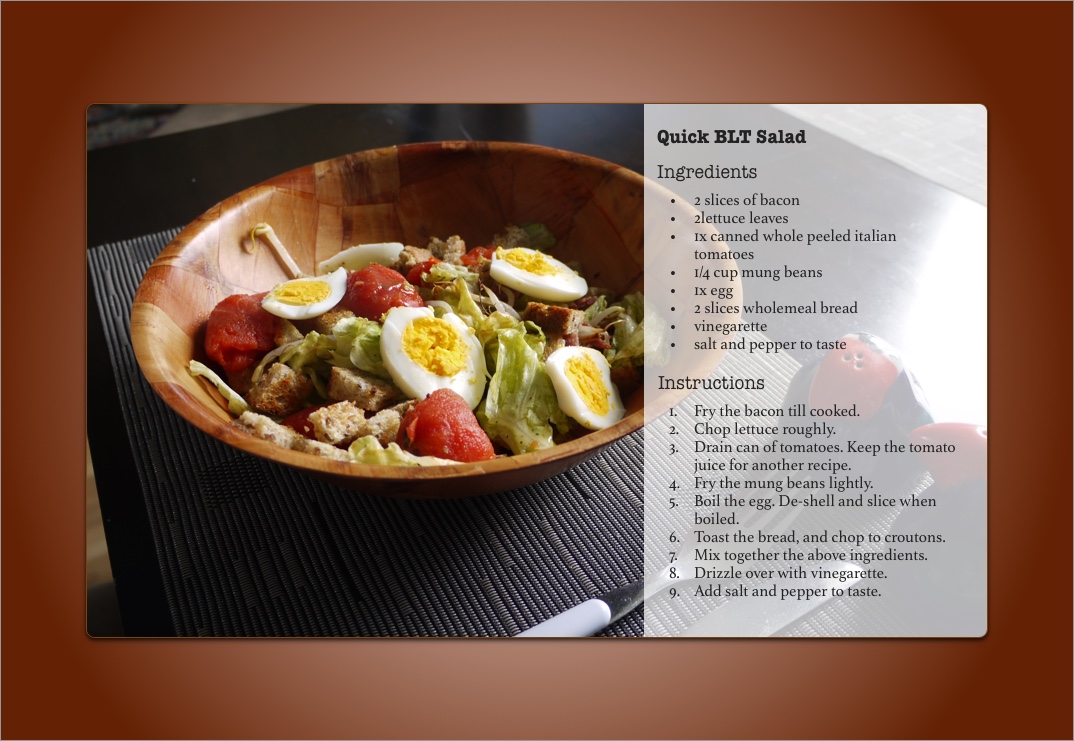 Quick BLT Salad
Ingredients
• 2 slices of bacon
• 2lettuce leaves
• 1x canned whole peeled italian
tomatoes
• 1/4 cup mung beans
• 1x egg
• 2 slices wholemeal bread
• vinegarette
• salt and pepper to taste
Instructions
1. Fry the bacon till cooked.
2. Chop lettuce roughly.
3. Drain can of tomatoes. Keep the tomato
juice for another recipe.
4. Fry the mung beans lightly.
5. Boil the egg. De-shell and slice when
boiled.
6. Toast the bread, and chop to croutons.
7. Mix together the above ingredients.
8. Drizzle over with vinegarette.
9. Add salt and pepper to taste.